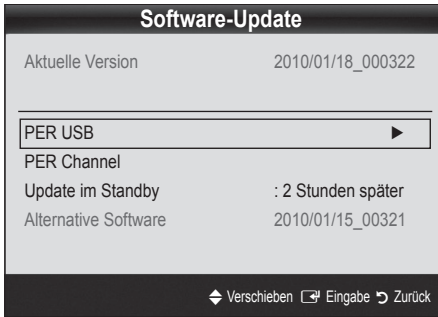 Software-Update
Aktuelle Version 2010/01/18_000322
PER USB ►
PER Channel
Update im Standby : 2 Stunden später
Alternative Software 2010/01/15_00321
Verschieben Eingabe Zurück